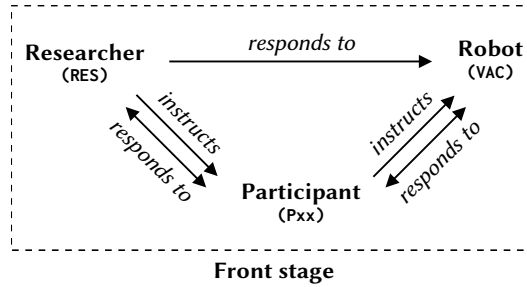 responds to
Researcher
(RES)
Robot
(VAC)
instructs
responds to
instructs
responds to
Participant
(Pxx)
Front stage